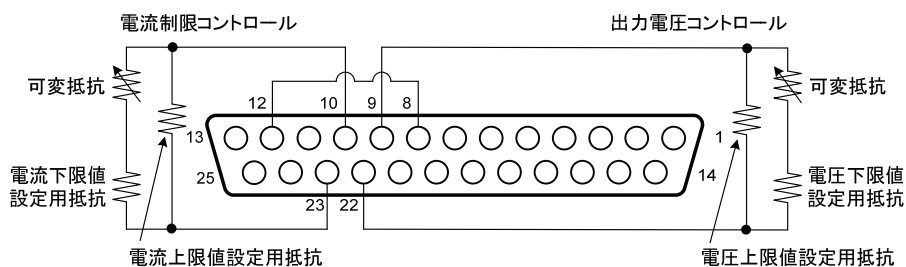 電流制限コントロール
出力電圧コントロール
可変抵抗
可変抵抗
12
10
9
8
13
1
25
14
電流下限値
設定用抵抗
電圧下限値
設定用抵抗
23
22
電流上限値設定用抵抗
電圧上限値設定用抵抗